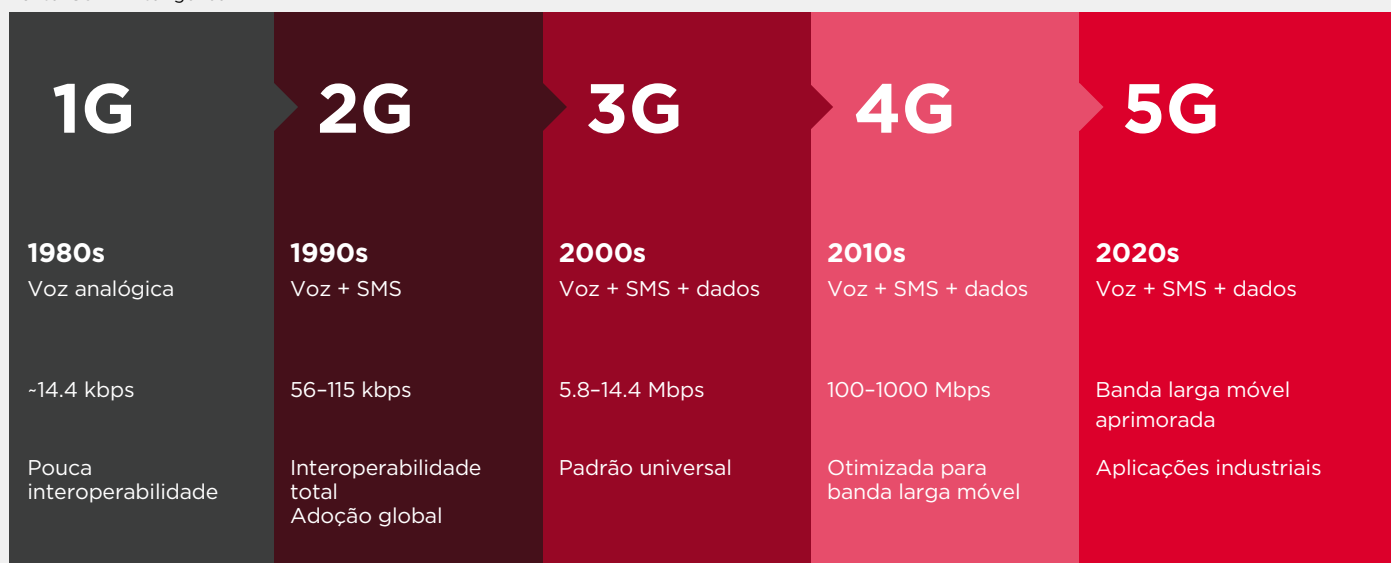 1G
1980s
Voz analógica
~14.4 kbps
Pouca
interoperabilidade
2G
1990s
Voz + SMS
56–115 kbps
Interoperabilidade
total
Adoção global
3G
2000s
Voz + SMS + dados
5.8–14.4 Mbps
Padrão universal
4G
2010s
Voz + SMS + dados
100–1000 Mbps
Otimizada para
banda larga móvel
5G
2020s
Voz + SMS + dados
Banda larga móvel
aprimorada
Aplicações industriais